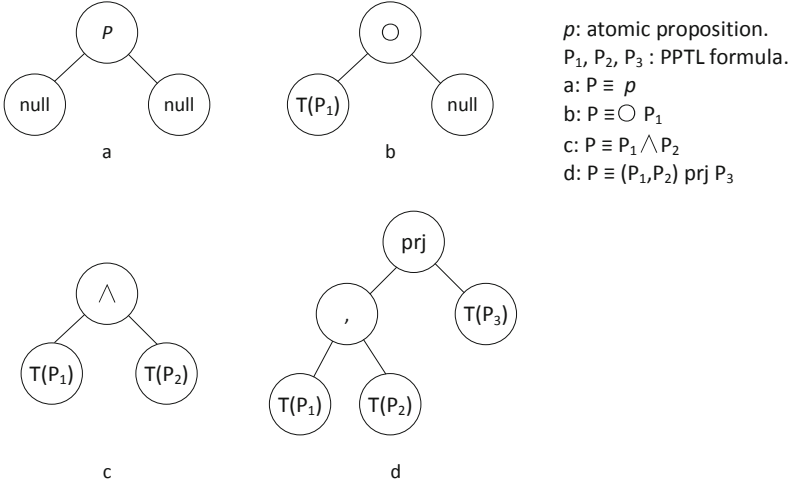 P
null
null
a
○
T(P₁)
null
b
p: atomic proposition.
P₁, P₂, P₃ : PPTL formula.
a: P ≡ p
b: P ≡○ P₁
c: P ≡ P₁ ∧ P₂
d: P ≡ (P₁,P₂) prj P₃
∧
T(P₁)
T(P₂)
c
prj
,
T(P₃)
T(P₁)
T(P₂)
d